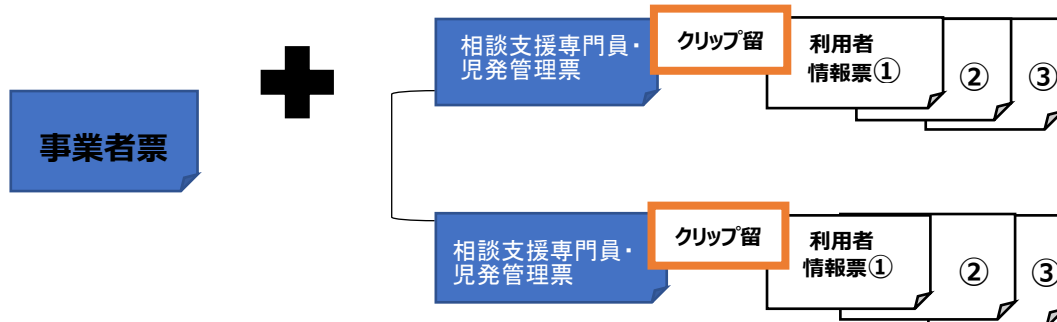 事業者票
相談支援専門員・
児発管理票
クリップ留
利用者
情報票①
②
③
相談支援専門員・
児発管理票
クリップ留
利用者
情報票①
②
③